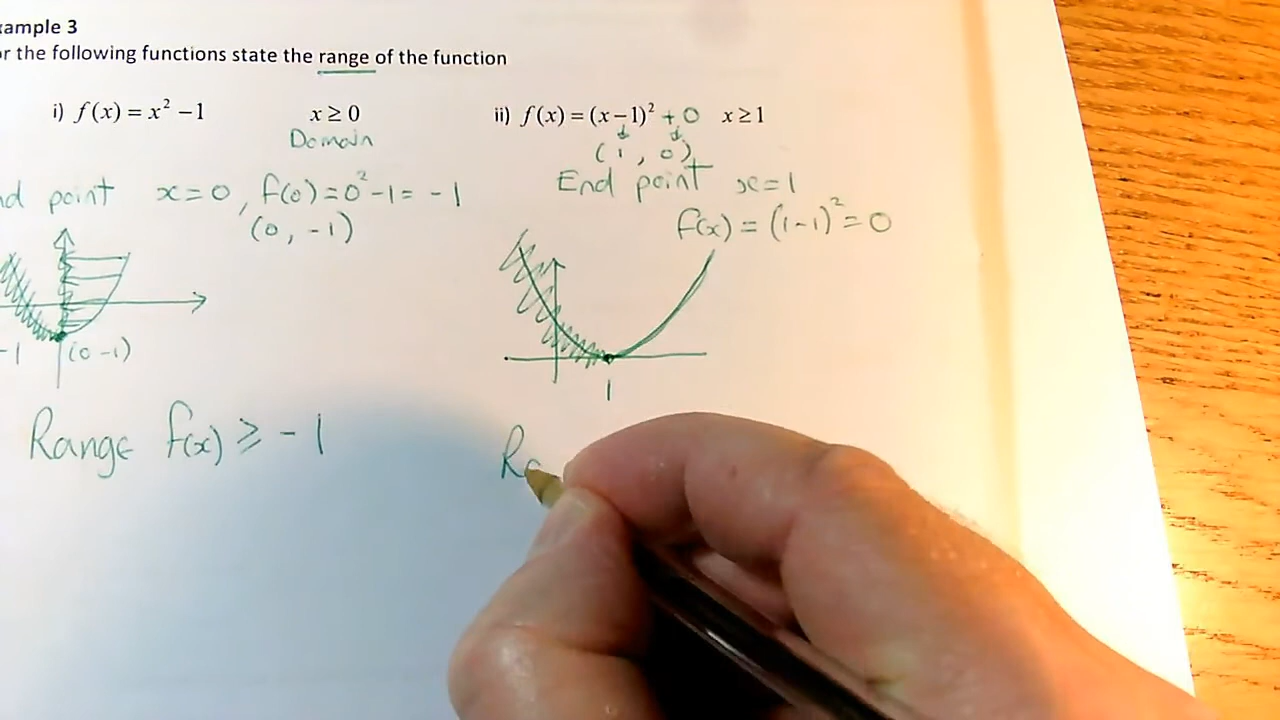 ample 3
r the following functions state the range of the function
i) f(x) = x² − 1 x ≥ 0
Domain
nd point x=0, f(0)=0²-1=-1
(0, -1)
-1 (0 -1)
Range f(x) ≥ -1
ii) f(x) = (x−1)² +0 x ≥ 1
(1, 0)
End point x=1
f(x) = (1-1)²=0
1
Ra